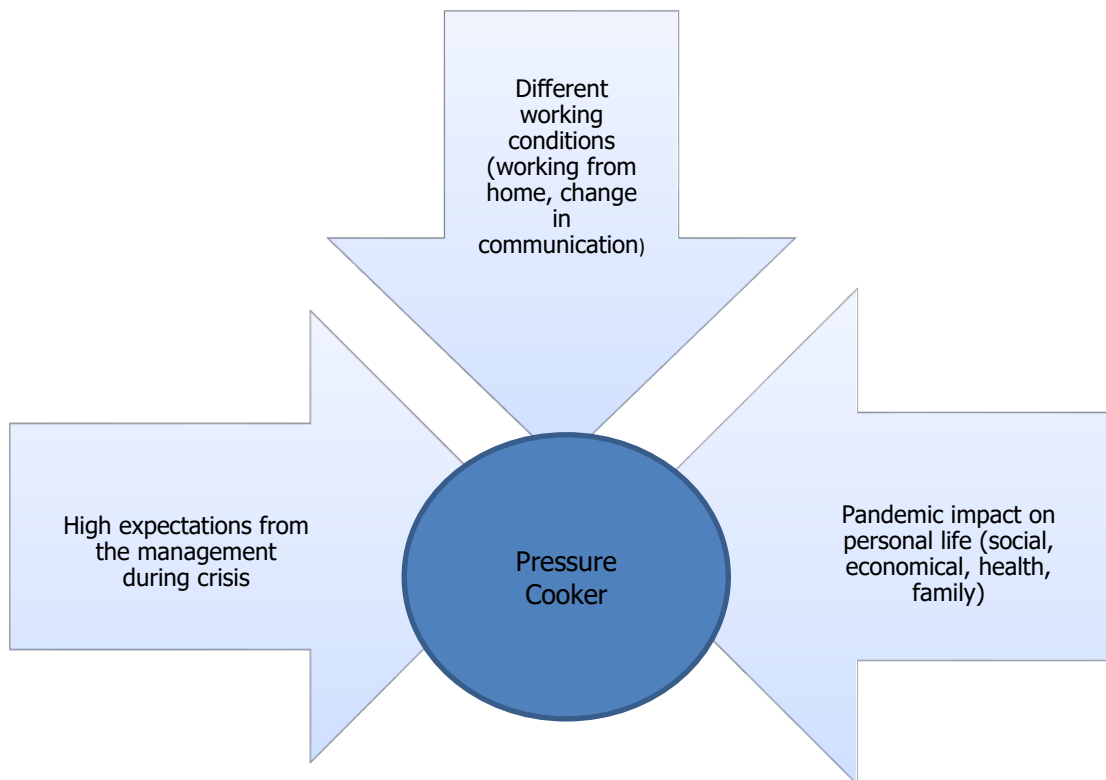 Different
working
conditions
(working from
home, change
in
communication)
High expectations from
the management
during crisis
Pressure
Cooker
Pandemic impact on
personal life (social,
economical, health,
family)